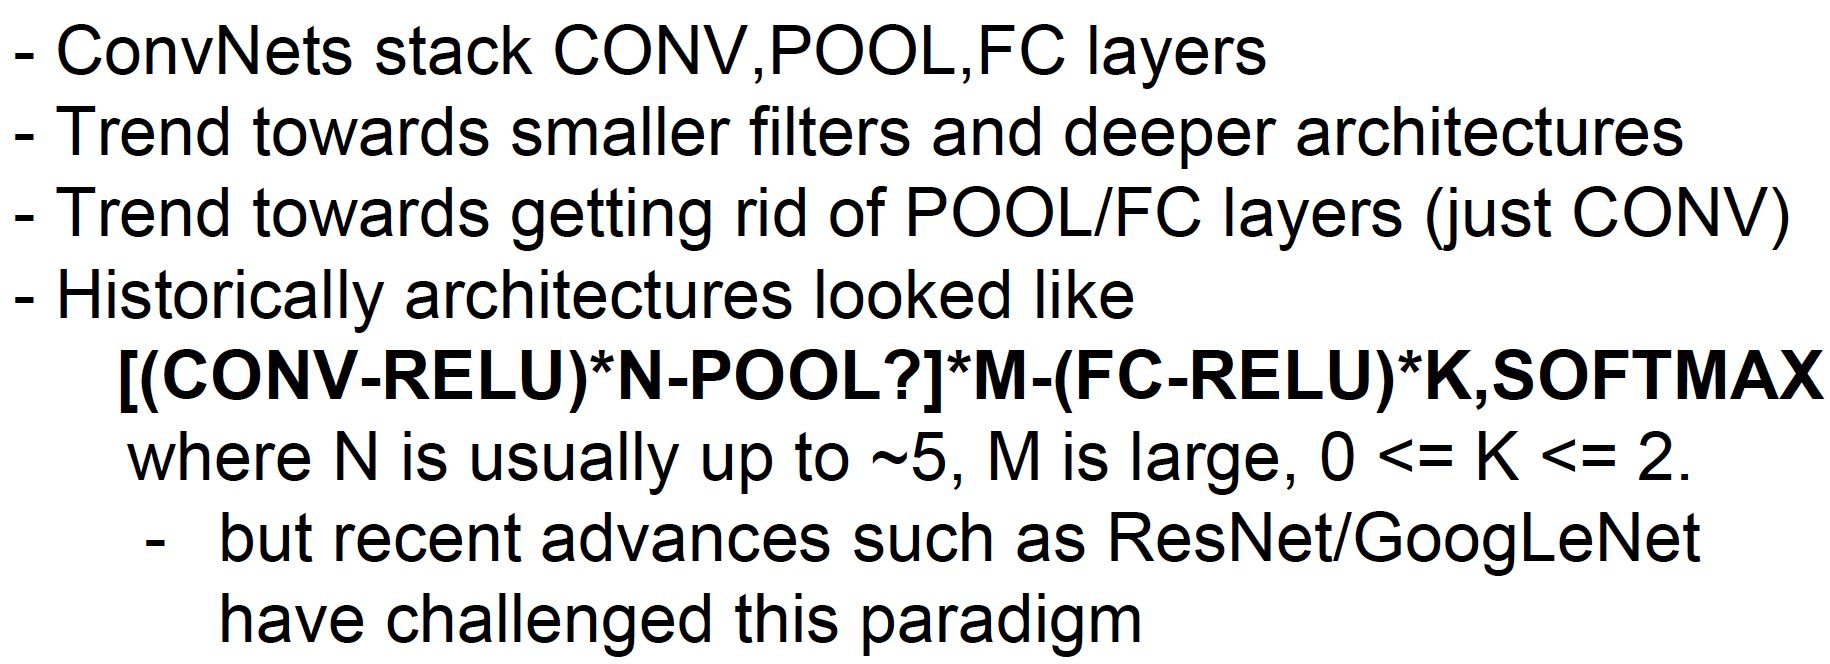 - ConvNets stack CONV,POOL,FC layers
- Trend towards smaller filters and deeper architectures
- Trend towards getting rid of POOL/FC layers (just CONV)
- Historically architectures looked like
[(CONV-RELU)*N-POOL?]*M-(FC-RELU)*K,SOFTMAX
where N is usually up to ~5, M is large, 0 <= K <= 2.
- but recent advances such as ResNet/GoogLeNet
have challenged this paradigm